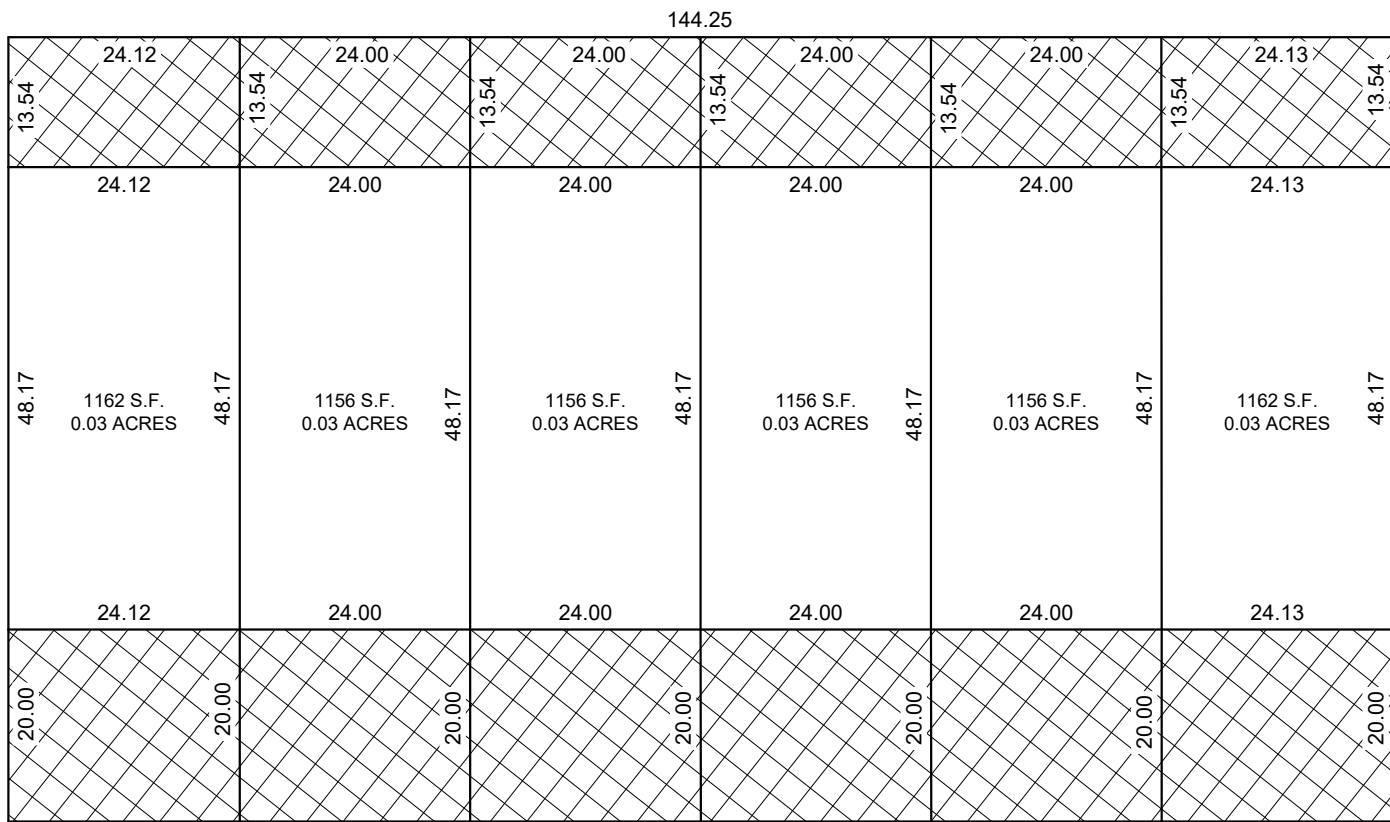 144.25
24.12 24.00 24.00 24.00 24.00 24.13
13.54 13.54 13.54 13.54 13.54 13.54 13.54
24.12 24.00 24.00 24.00 24.00 24.13
48.17 48.17 48.17 48.17 48.17 48.17 48.17
1162 S.F.
0.03 ACRES
1156 S.F.
0.03 ACRES
1156 S.F.
0.03 ACRES
1156 S.F.
0.03 ACRES
1156 S.F.
0.03 ACRES
1162 S.F.
0.03 ACRES
24.12 24.00 24.00 24.00 24.00 24.13
20.00 20.00 20.00 20.00 20.00 20.00 20.00